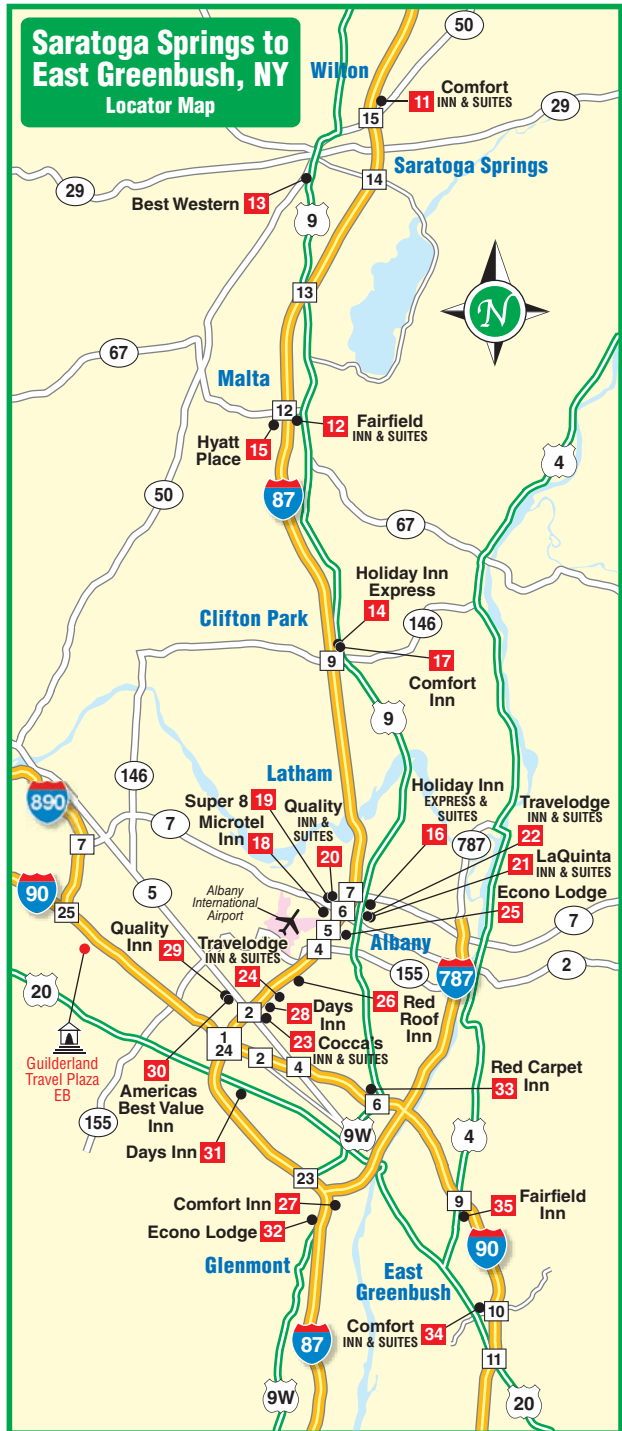 Saratoga Springs to
East Greenbush, NY
Locator Map
50
Wilton
11
Comfort
INN & SUITES
15
29
Saratoga Springs
14
29
Best Western 13
9
N
13
67
Malta
12
12
Fairfield
INN & SUITES
Hyatt
Place
15
4
87
50
67
Holiday Inn
Express
14
Clifton Park
146
9
17
Comfort
Inn
9
Latham
146
890
Super 8 19
Quality
INN &
SUITES
20
Microtel
Inn 18
Holiday Inn
EXPRESS &
SUITES
16
Travelodge
INN & SUITES
22
7
787
7
21
LaQuinta
INN & SUITES
90
5
Albany
International
Airport
7
6
Econo Lodge
25
25
5
Albany
7
Quality
Inn
29
Travelodge
INN & SUITES
24
4
155
2
787
20
26
Red
Roof
Inn
28
Days
Inn
2
23
Cocca's
INN & SUITES
1
24
2
4
Guilderland
Travel Plaza
EB
30
Americas
Best Value
Inn
Red Carpet
Inn
33
6
155
9W
4
Days Inn 31
23
Comfort Inn 27
9
35
Fairfield
Inn
Econo Lodge 32
90
Glenmont
East
Greenbush
10
Comfort
INN & SUITES
34
87
11
9W
20